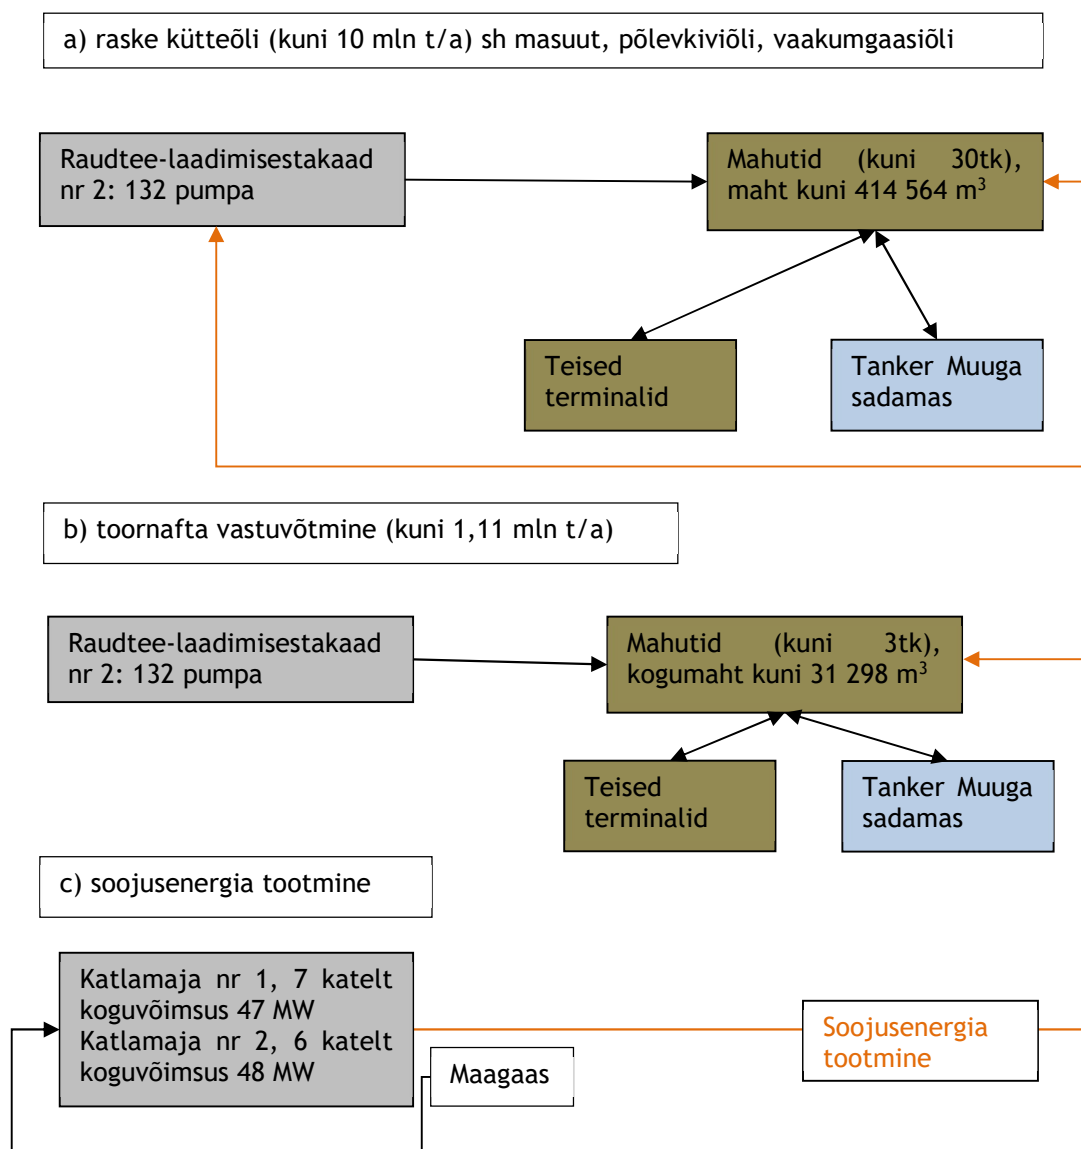 a) raske kütteõli (kuni 10 mln t/a) sh masuut, põlevkiviõli, vaakumgaasiõli
Raudtee-laadimisestakaad
nr 2: 132 pumpa
Mahutid (kuni 30tk),
maht kuni 414 564 m³
Teised
terminalid
Tanker Muuga
sadamas
b) toornafta vastuvõtmine (kuni 1,11 mln t/a)
Raudtee-laadimisestakaad
nr 2: 132 pumpa
Mahutid (kuni 3tk),
kogumaht kuni 31 298 m³
Teised
terminalid
Tanker Muuga
sadamas
c) soojusenergia tootmine
Katlamaja nr 1, 7 katelt
koguvõimsus 47 MW
Katlamaja nr 2, 6 katelt
koguvõimsus 48 MW
Maagaas
Soojusenergia
tootmine